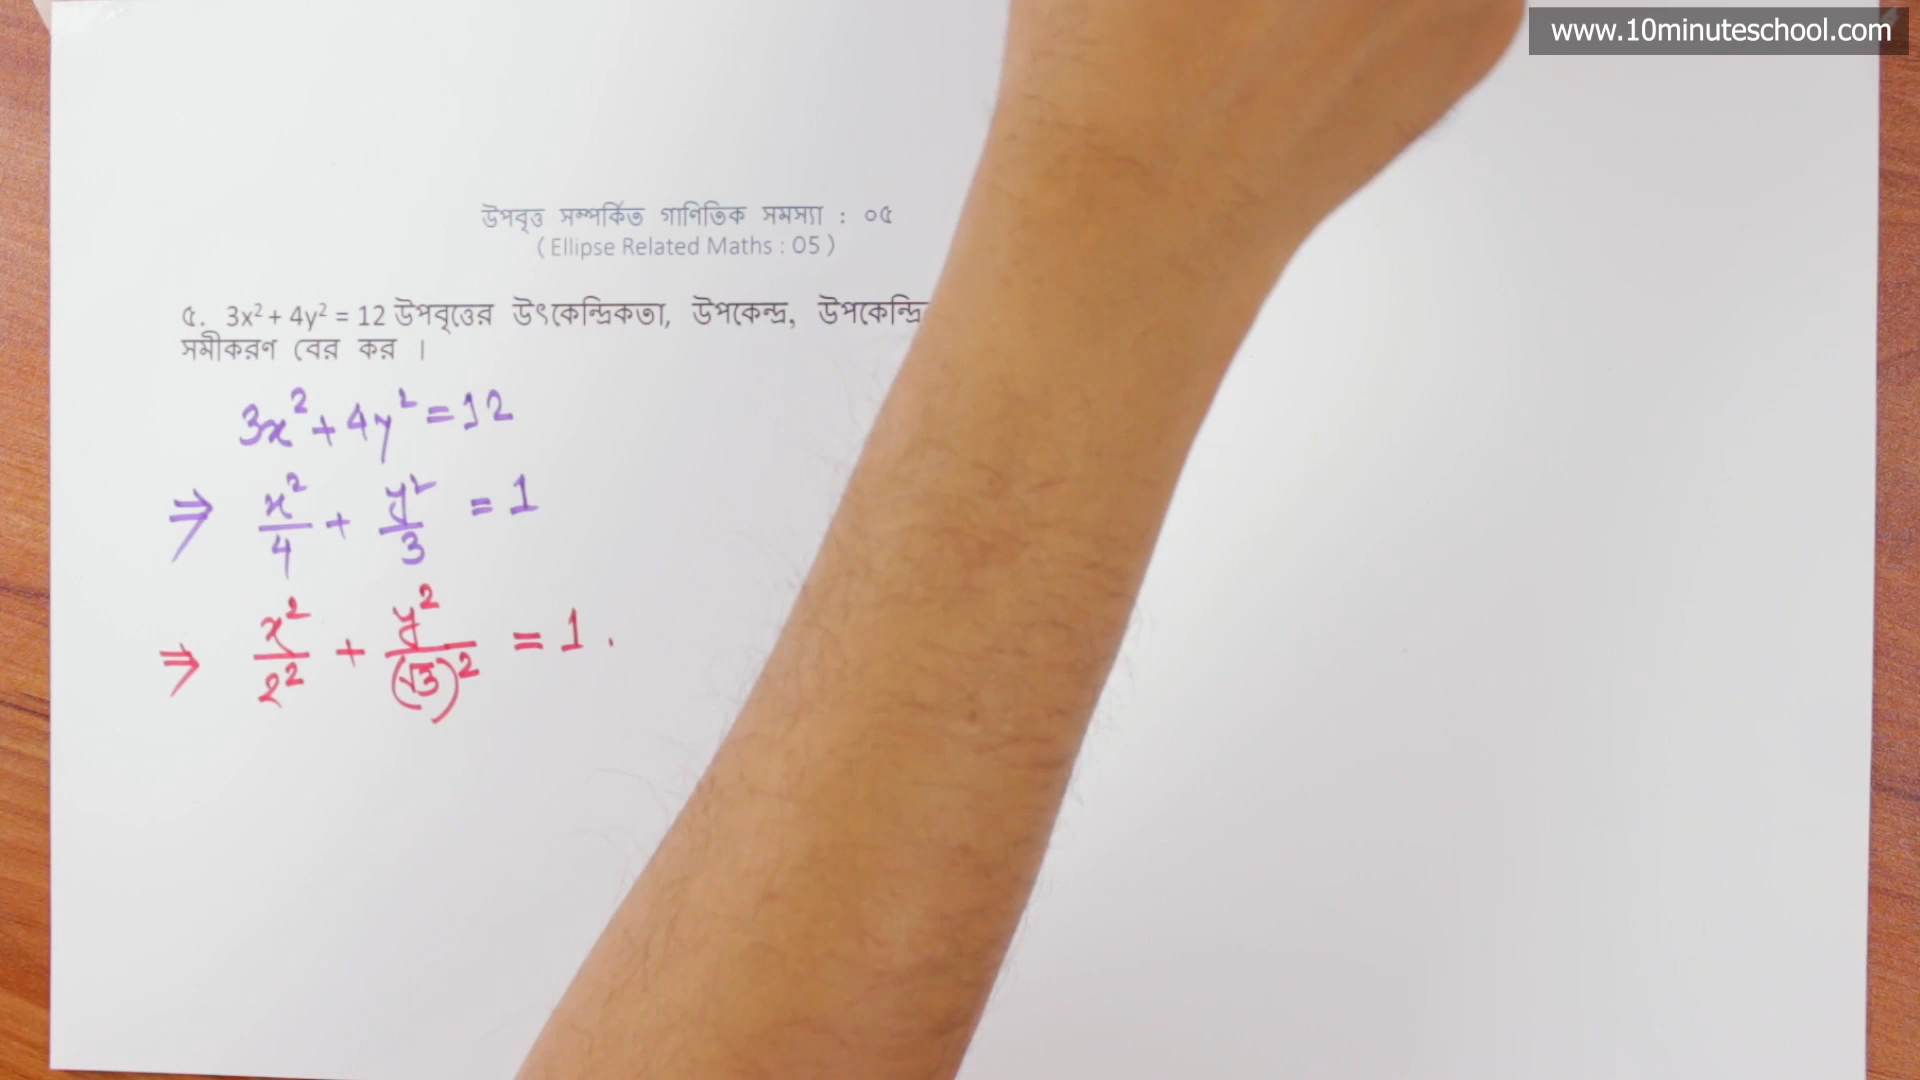 www.10minuteschool.com
উপবৃত্ত সম্পর্কিত গাণিতিক সমস্যা : ০৫
( Ellipse Related Maths : 05 )
৫. 3x² + 4y² = 12 উপবৃত্তের উৎকেন্দ্রিকতা, উপকেন্দ্র,
সমীকরণ বের কর ।
3x² + 4y² = 12
⇒ x²/4 + y²/3 = 1
⇒ x²/2² + y²/(√3)² = 1 .